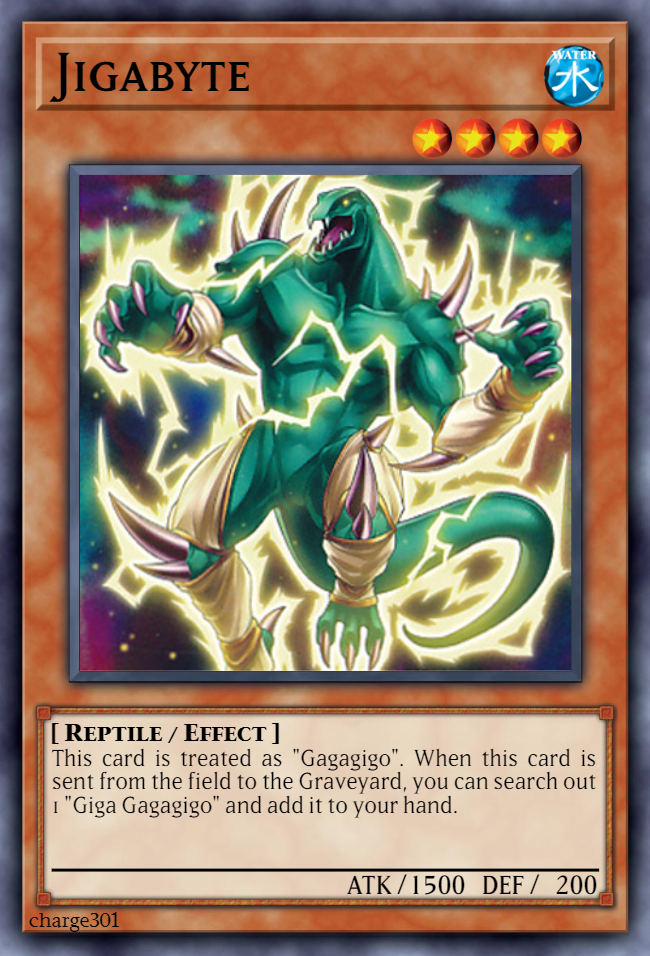 Jigabyte
WATER
水
[ Reptile / Effect ]
This card is treated as "Gagagigo". When this card is
sent from the field to the Graveyard, you can search out
1 "Giga Gagagigo" and add it to your hand.
ATK / 1500 DEF / 200
charge301